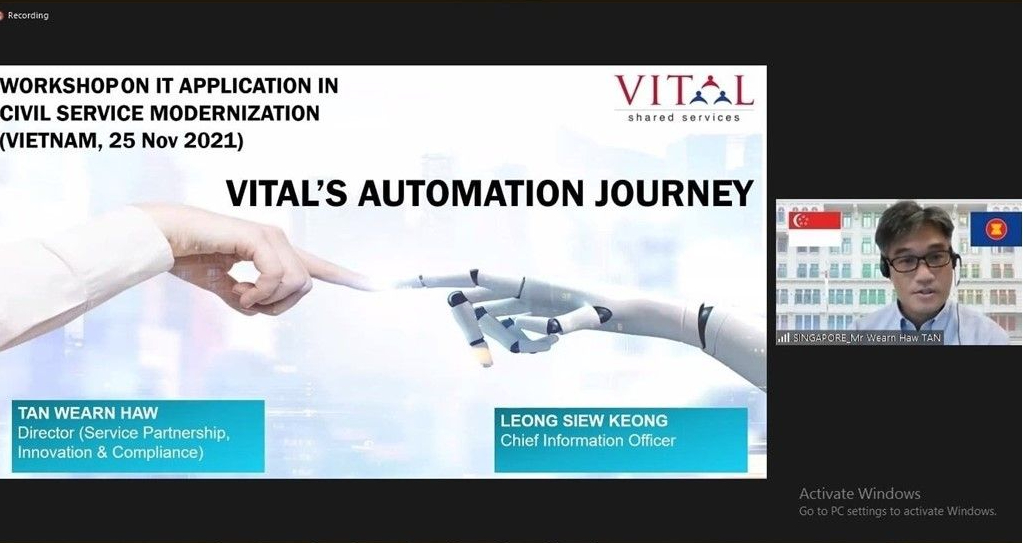 Recording
WORKSHOP ON IT APPLICATION IN
CIVIL SERVICE MODERNIZATION
(VIETNAM, 25 Nov 2021)
VITAL
shared services
VITAL'S AUTOMATION JOURNEY
TAN WEARN HAW
Director (Service Partnership,
Innovation & Compliance)
LEONG SIEW KEONG
Chief Information Officer
SINGAPORE_Mr Wearn Haw TAN
Activate Windows
Go to PC settings to activate Windows.